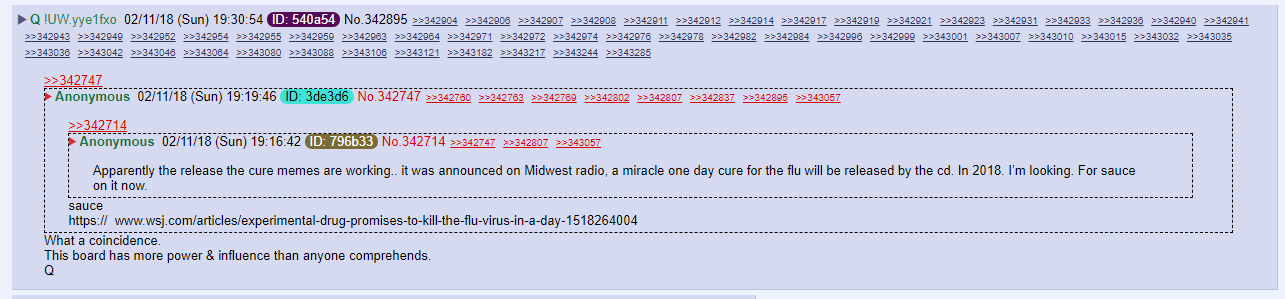 ▶Q !UW.yye1fxo 02/11/18 (Sun) 19:30:54 ID: 540a54 No.342895 >>342904 >>342906 >>342907 >>342908 >>342911 >>342912 >>342914 >>342917 >>342919 >>342921 >>342923 >>342931 >>342933 >>342936 >>342940 >>342941
>>342943 >>342949 >>342952 >>342954 >>342955 >>342959 >>342963 >>342964 >>342971 >>342972 >>342974 >>342976 >>342978 >>342982 >>342984 >>342996 >>342999 >>343001 >>343007 >>343010 >>343015 >>343032 >>343035
>>343036 >>343042 >>343046 >>343064 >>343080 >>343088 >>343106 >>343121 >>343182 >>343217 >>343244 >>343285
>>342747
▶Anonymous 02/11/18 (Sun) 19:19:46 ID: 3de3d6 No.342747 >>342760 >>342763 >>342769 >>342802 >>342807 >>342837 >>342895 >>343057
>>342714
▶Anonymous 02/11/18 (Sun) 19:16:42 ID: 796b33 No.342714 >>342747 >>342807 >>343057
Apparently the release the cure memes are working.. it was announced on Midwest radio, a miracle one day cure for the flu will be released by the cd. In 2018. I'm looking. For sauce
on it now.
sauce
https:// www.wsj.com/articles/experimental-drug-promises-to-kill-the-flu-virus-in-a-day-1518264004
What a coincidence.
This board has more power & influence than anyone comprehends.
Q